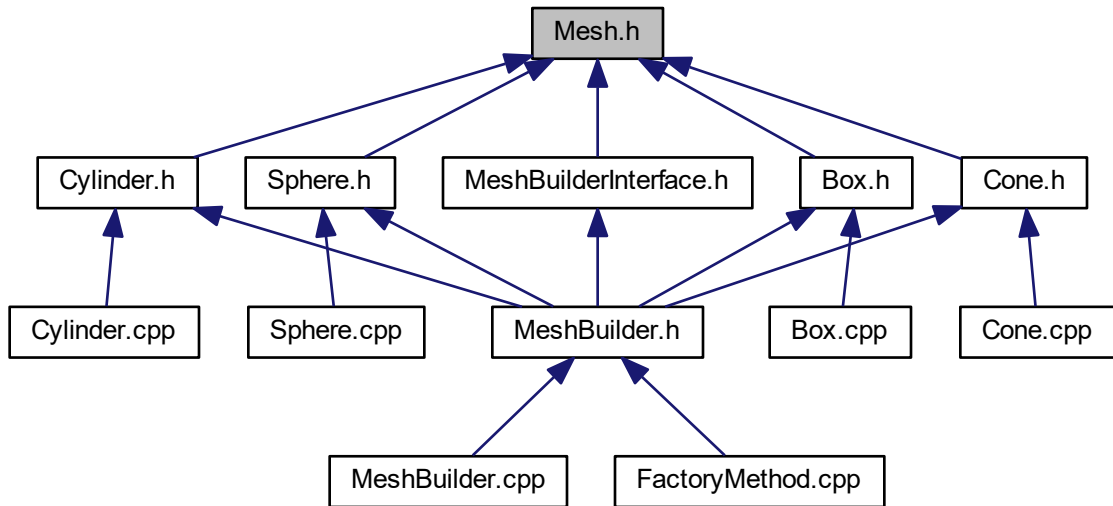 Mesh.h
Cylinder.h
Sphere.h
MeshBuilderInterface.h
Box.h
Cone.h
Cylinder.cpp
Sphere.cpp
MeshBuilder.h
Box.cpp
Cone.cpp
MeshBuilder.cpp
FactoryMethod.cpp